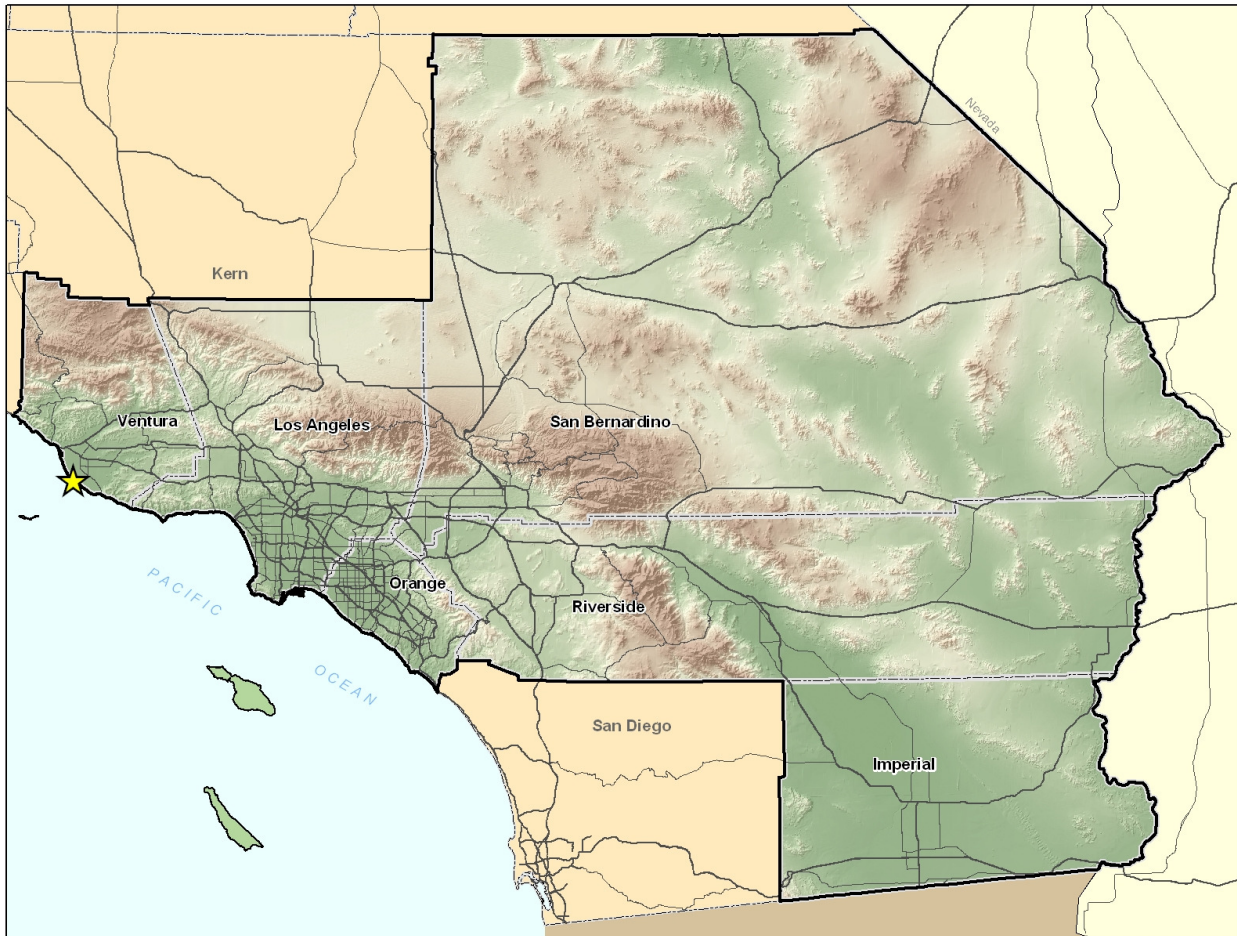 Nevada
Kern
Ventura
Los Angeles
San Bernardino
Orange
Riverside
PACIFIC
OCEAN
San Diego
Imperial